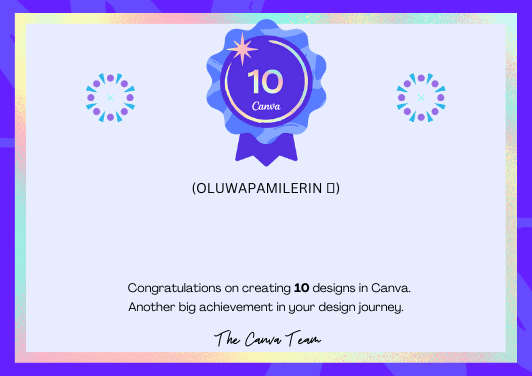 10
Canva
(OLUWAPAMILERIN )
Congratulations on creating 10 designs in Canva.
Another big achievement in your design journey.
The Canva Team